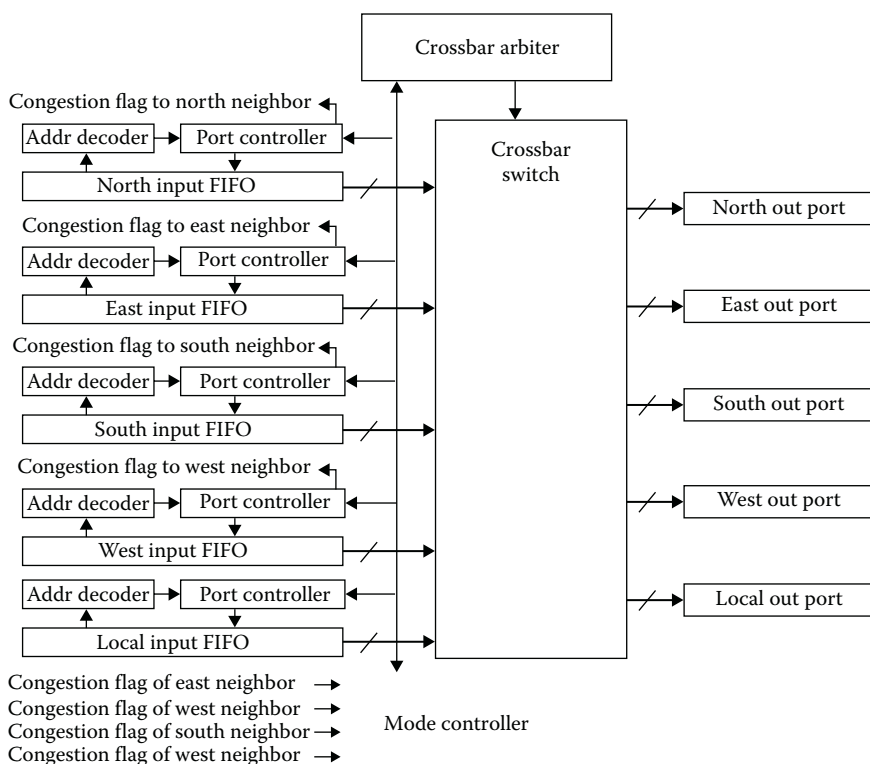 Crossbar arbiter
Congestion flag to north neighbor
Addr decoder
Port controller
North input FIFO
Crossbar
switch
North out port
Congestion flag to east neighbor
Addr decoder
Port controller
East input FIFO
East out port
Congestion flag to south neighbor
Addr decoder
Port controller
South input FIFO
South out port
Congestion flag to west neighbor
Addr decoder
Port controller
West input FIFO
West out port
Addr decoder
Port controller
Local input FIFO
Local out port
Congestion flag of east neighbor
Congestion flag of west neighbor
Congestion flag of south neighbor
Congestion flag of west neighbor
Mode controller